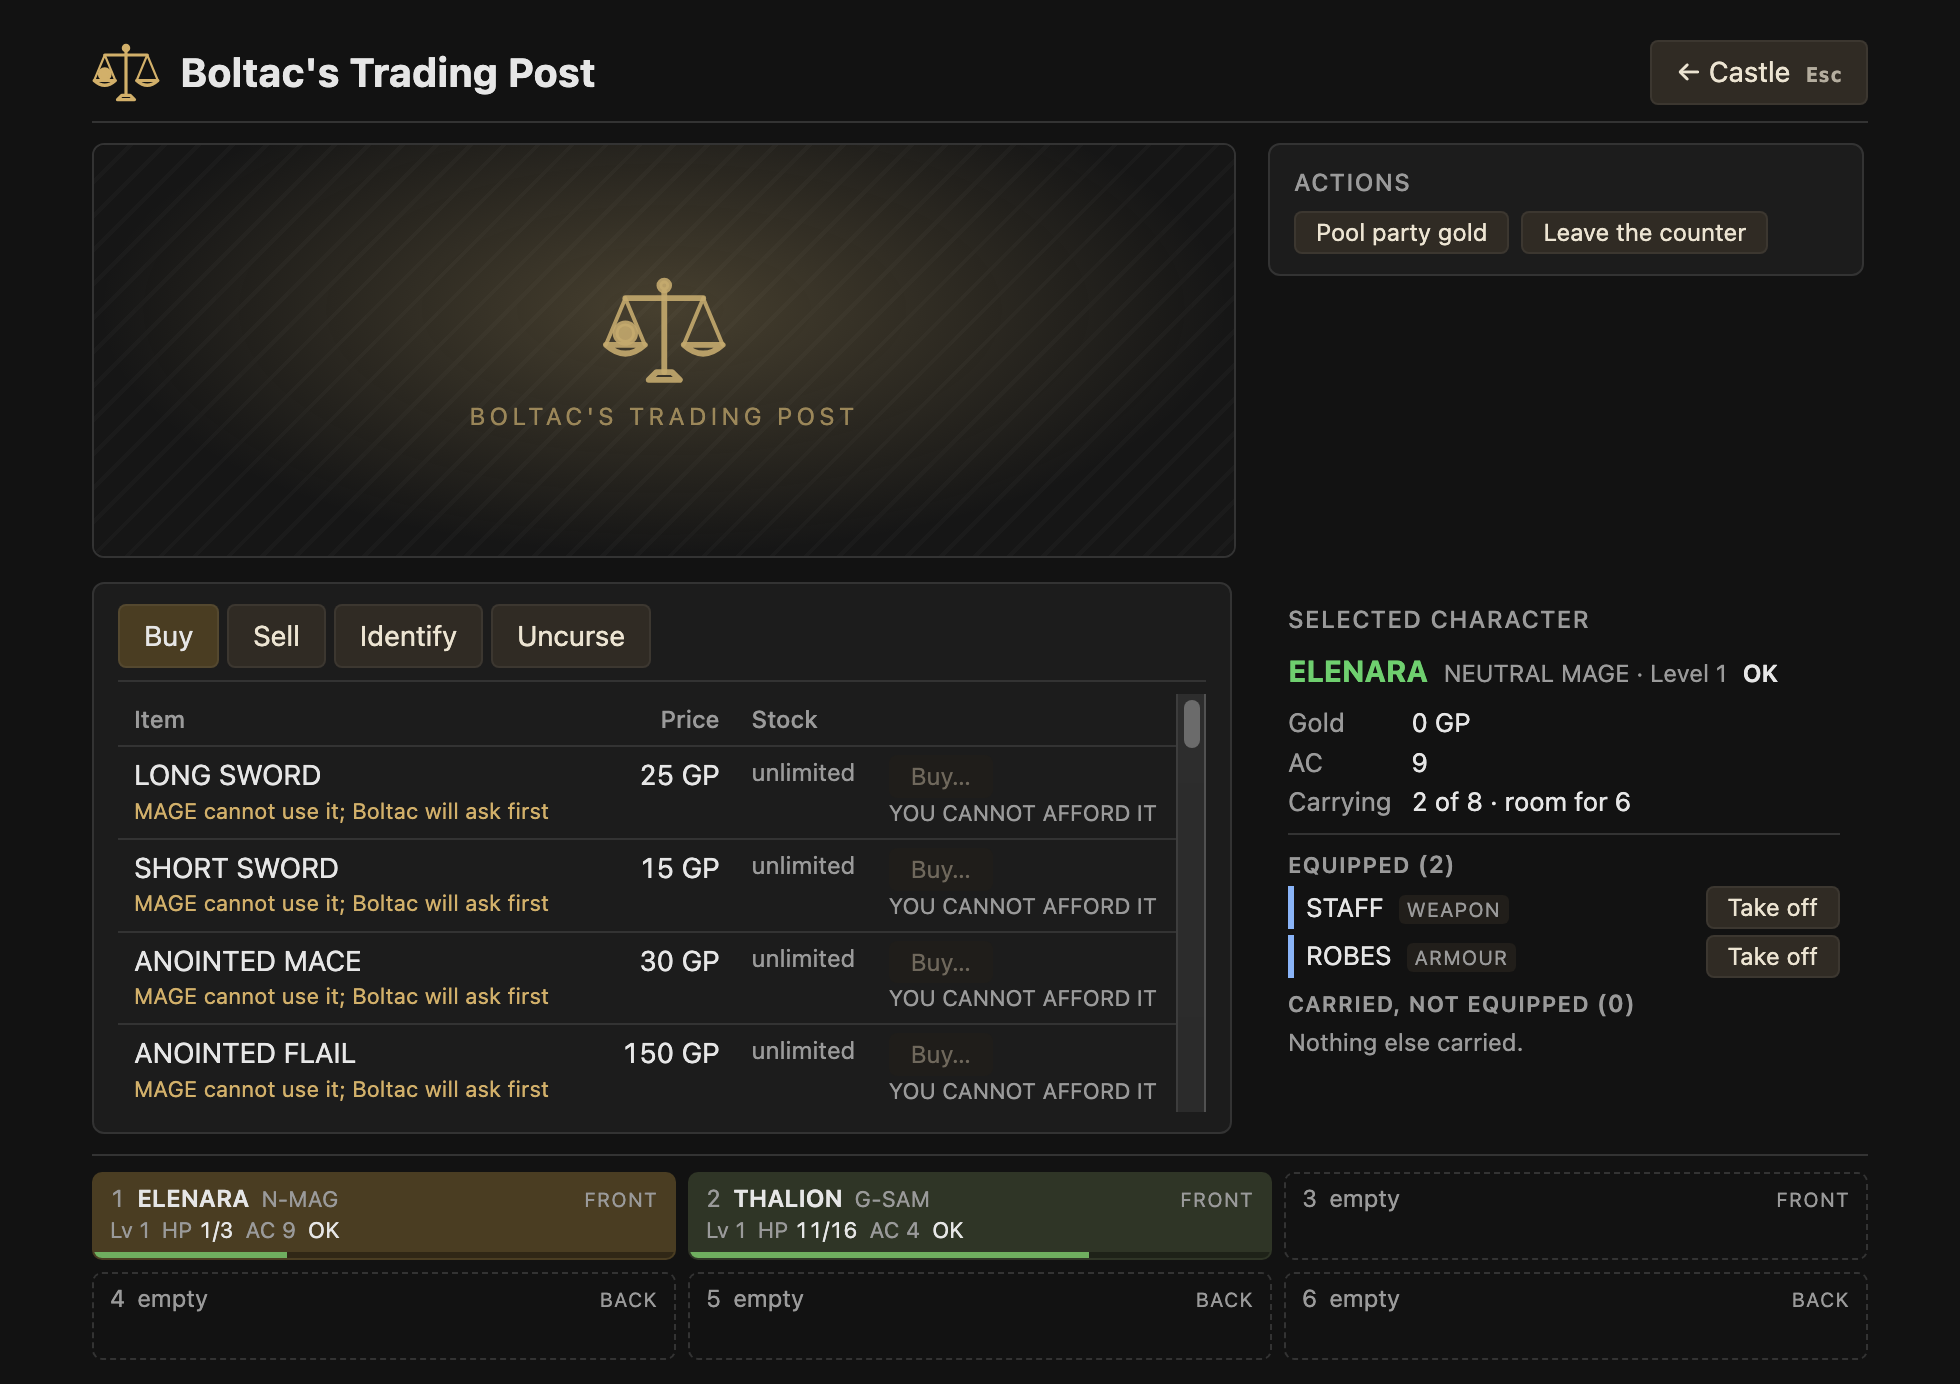 Boltac's Trading Post
← Castle Esc
BOLTAC'S TRADING POST
ACTIONS
Pool party gold Leave the counter
Buy Sell Identify Uncurse
Item Price Stock
LONG SWORD 25 GP unlimited Buy...
MAGE cannot use it; Boltac will ask first YOU CANNOT AFFORD IT
SHORT SWORD 15 GP unlimited Buy...
MAGE cannot use it; Boltac will ask first YOU CANNOT AFFORD IT
ANOINTED MACE 30 GP unlimited Buy...
MAGE cannot use it; Boltac will ask first YOU CANNOT AFFORD IT
ANOINTED FLAIL 150 GP unlimited Buy...
MAGE cannot use it; Boltac will ask first YOU CANNOT AFFORD IT
SELECTED CHARACTER
ELENARA NEUTRAL MAGE · Level 1 OK
Gold 0 GP
AC 9
Carrying 2 of 8 · room for 6
EQUIPPED (2)
STAFF WEAPON Take off
ROBES ARMOUR Take off
CARRIED, NOT EQUIPPED (0)
Nothing else carried.
1 ELENARA N-MAG FRONT
Lv 1 HP 1/3 AC 9 OK
2 THALION G-SAM FRONT
Lv 1 HP 11/16 AC 4 OK
3 empty FRONT
4 empty BACK
5 empty BACK
6 empty BACK